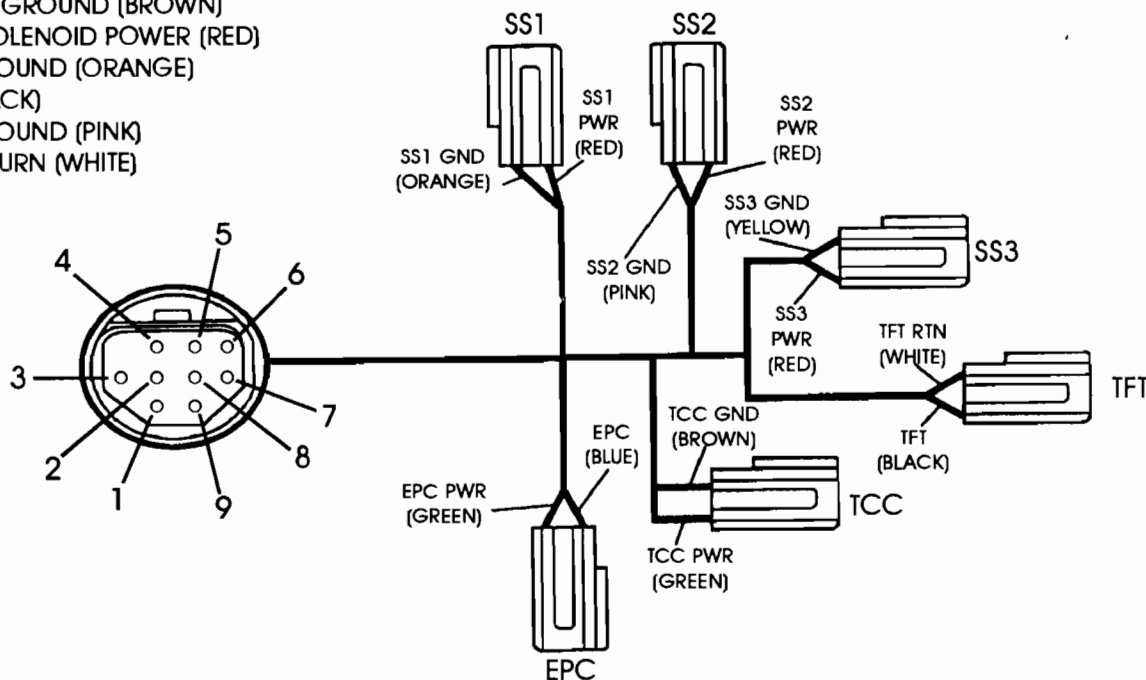 GROUND (BROWN)
OLENOID POWER (RED)
OUND (ORANGE)
CK)
OUND (PINK)
URN (WHITE)
SS1
SS2
SS1
PWR
(RED)
SS2
PWR
(RED)
SS1 GND
(ORANGE)
SS3 GND
(YELLOW)
SS2 GND
(PINK)
SS3
SS3
PWR
(RED)
4
5
6
3
7
2
8
1
9
TFT RTN
(WHITE)
TFT
TFT
(BLACK)
TCC GND
(BROWN)
EPC
(BLUE)
EPC PWR
(GREEN)
TCC
TCC PWR
(GREEN)
EPC